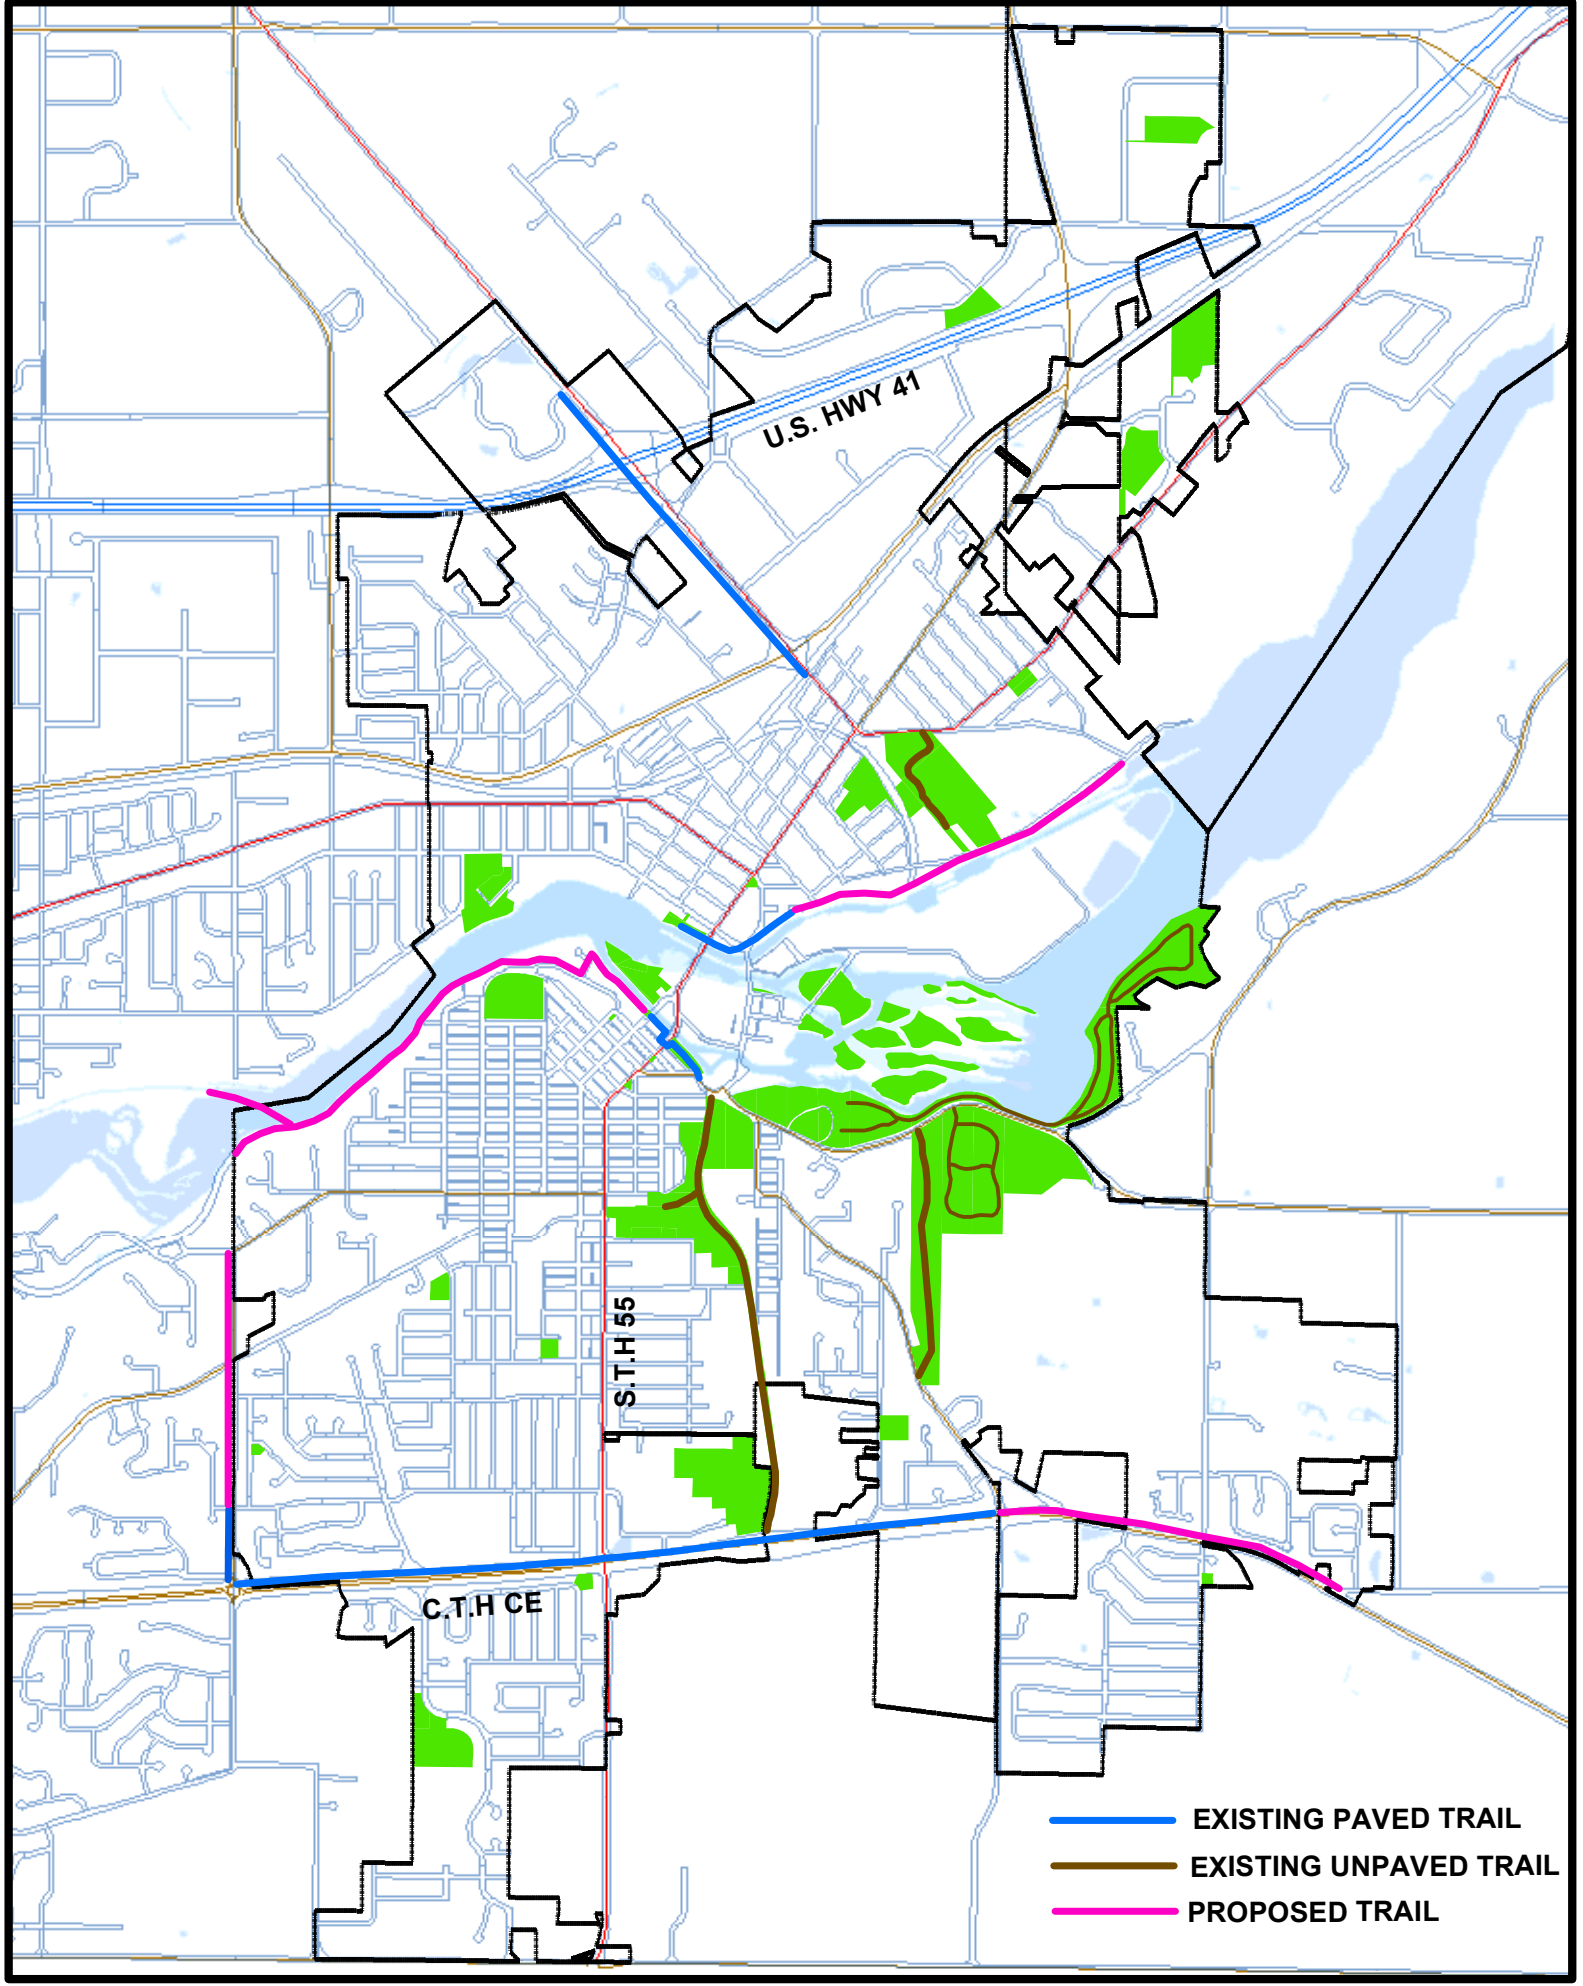 U.S. HWY 41
S.T.H 55
C.T.H CE
EXISTING PAVED TRAIL
EXISTING UNPAVED TRAIL
PROPOSED TRAIL